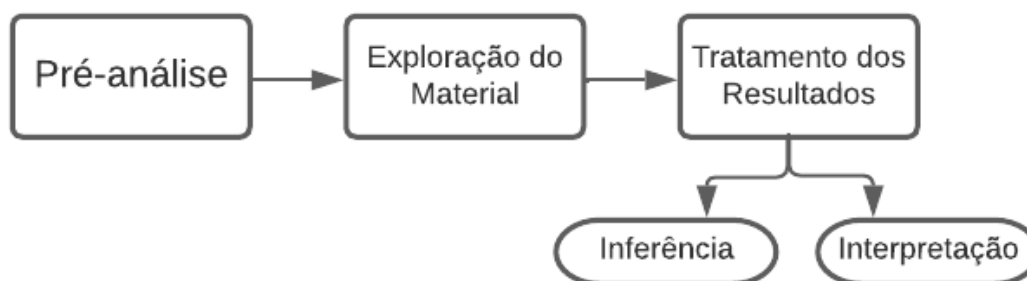 Pré-análise
Exploração do
Material
Tratamento dos
Resultados
Inferência
Interpretação